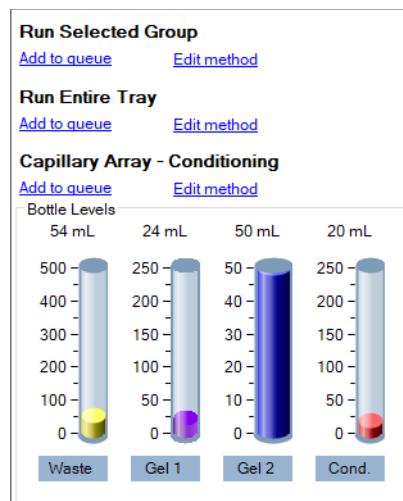 Run Selected Group
Add to queue Edit method
Run Entire Tray
Add to queue Edit method
Capillary Array - Conditioning
Add to queue Edit method
Bottle Levels
54 mL 24 mL 50 mL 20 mL
500 250 50 250
400 200 40 200
300 150 30 150
200 100 20 100
100 50 10 50
0 0 0 0
Waste Gel 1 Gel 2 Cond.